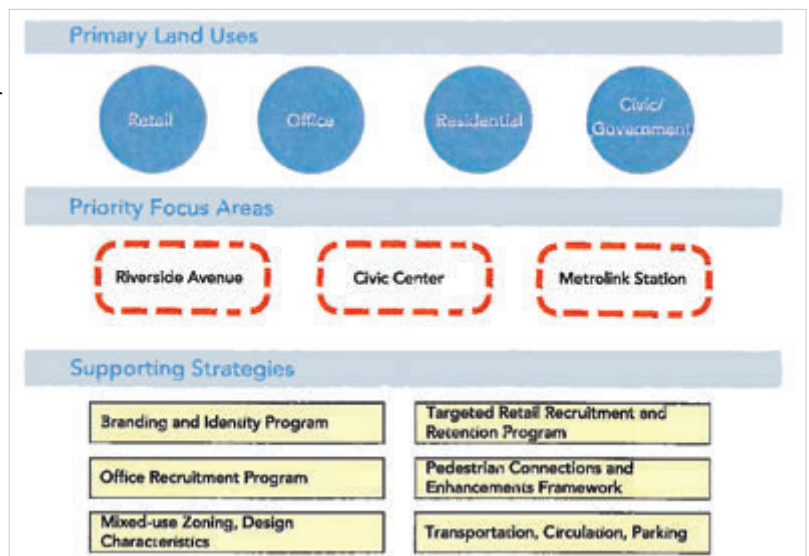 Primary Land Uses
Retail
Office
Residential
Civic/
Government
Priority Focus Areas
Riverside Avenue
Civic Center
Metrolink Station
Supporting Strategies
Branding and Identity Program
Targeted Retail Recruitment and
Retention Program
Office Recruitment Program
Pedestrian Connections and
Enhancements Framework
Mixed-use Zoning, Design
Characteristics
Transportation, Circulation, Parking